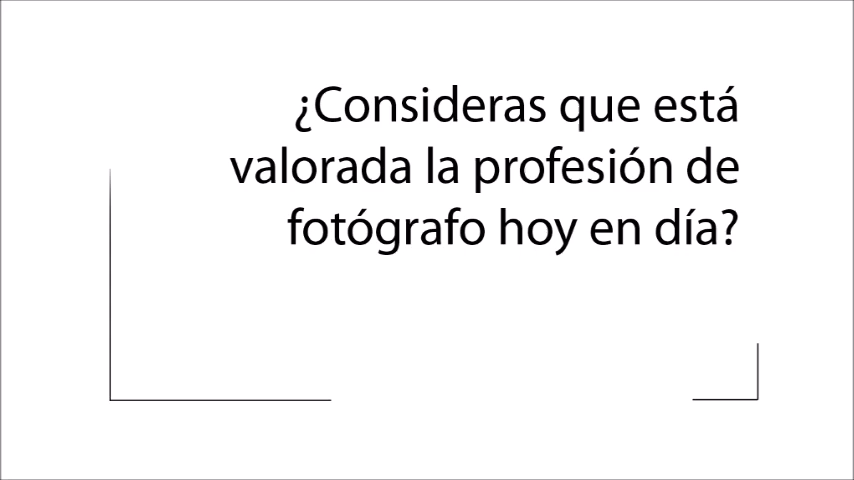 ¿Consideras que está
valorada la profesión de
fotógrafo hoy en día?